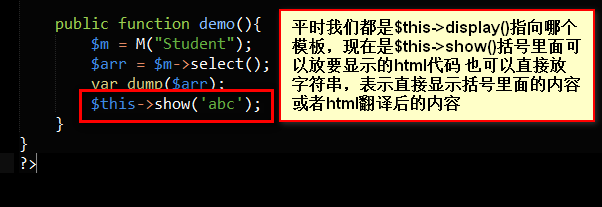 public function demo(){
$m = M("Student");
$arr = $m->select();
var_dump($arr);
$this->show('abc');
}
}
?>
平时我们都是$this->display()指向哪个
模板，现在是$this->show()括号里面可
以放要显示的html代码 也可以直接放
字符串，表示直接显示括号里面的内容
或者html翻译后的内容